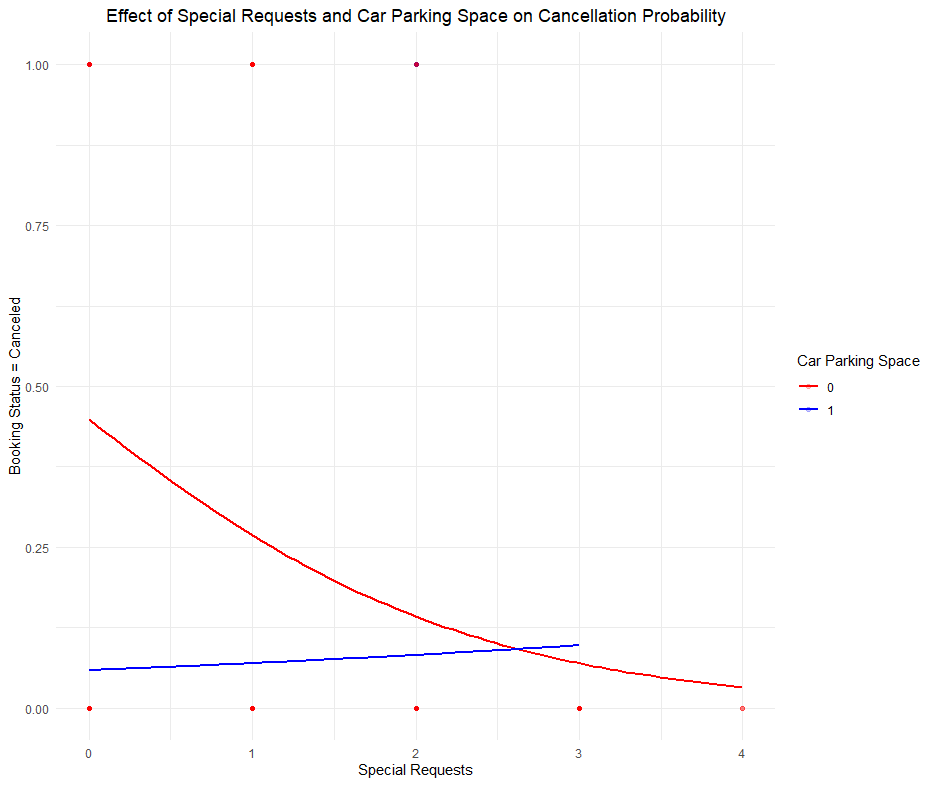 Effect of Special Requests and Car Parking Space on Cancellation Probability
1.00
0.75
0.50
0.25
0.00
Booking Status = Canceled
0 1 2 3 4
Special Requests
Car Parking Space
0
1